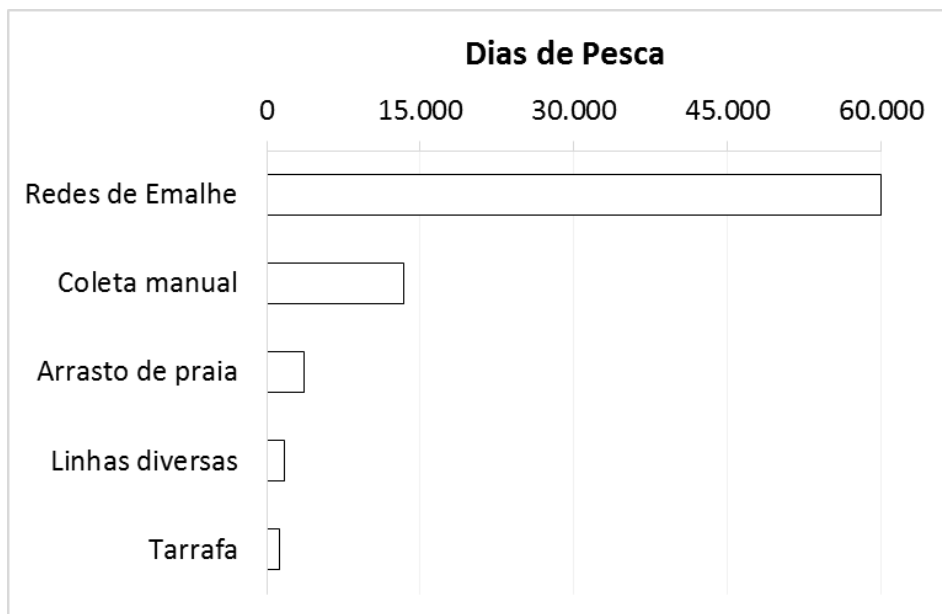 Dias de Pesca
0 15.000 30.000 45.000 60.000
Redes de Emalhe
Coleta manual
Arrasto de praia
Linhas diversas
Tarrafa